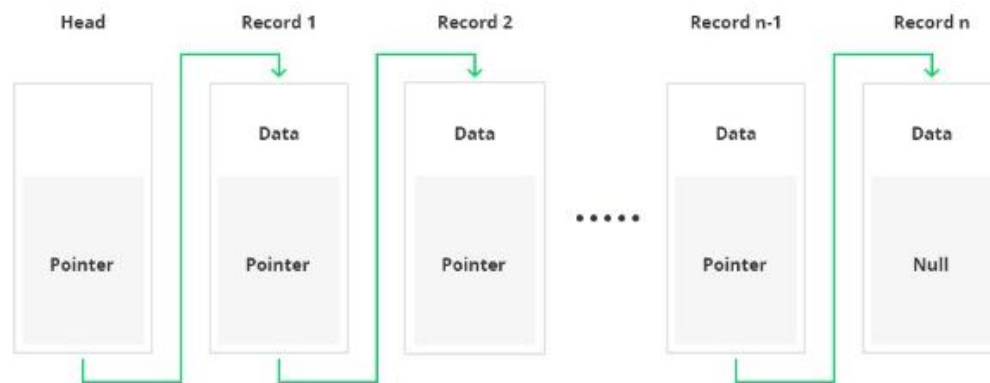 Head Record 1 Record 2 Record n-1 Record n
Data Data Data Data
.....
Pointer Pointer Pointer Pointer Null